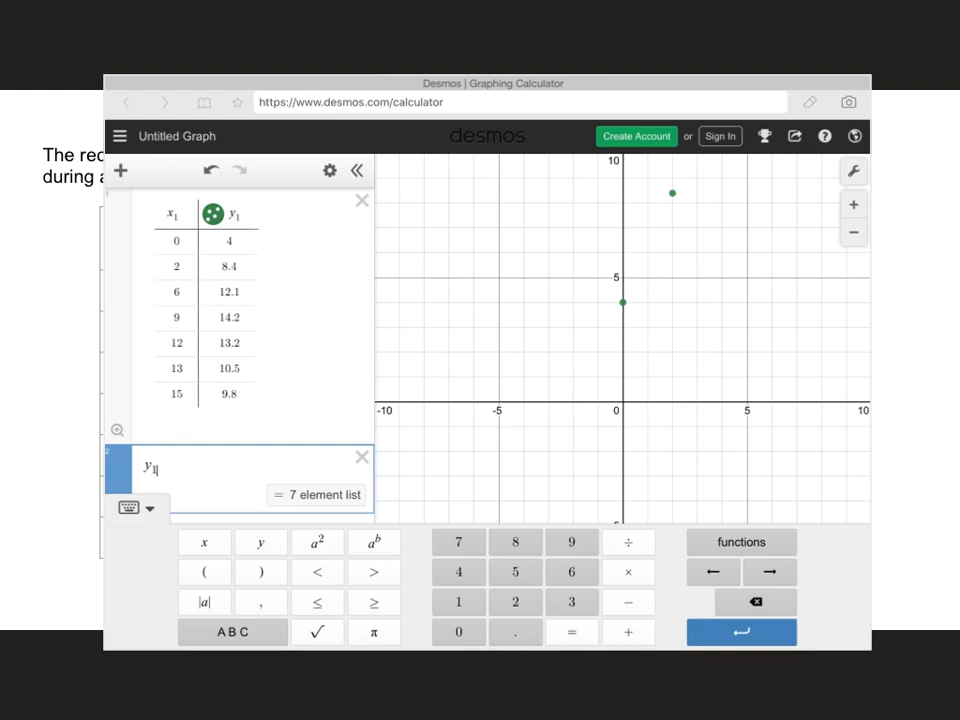 Desmos | Graphing Calculator
https://www.desmos.com/calculator
Untitled Graph
desmos
Create Account or Sign In
The rec
during a
x₁ y₁
0 4
2 8.4
6 12.1
9 14.2
12 13.2
13 10.5
15 9.8
10
5
-10 -5 0 5 10
1
2
y₁
= 7 element list
x y a² aᵇ 7 8 9 ÷ functions
( ) < > 4 5 6 × ← →
|a| , ≤ ≥ 1 2 3 −
A B C √ π 0 . = +